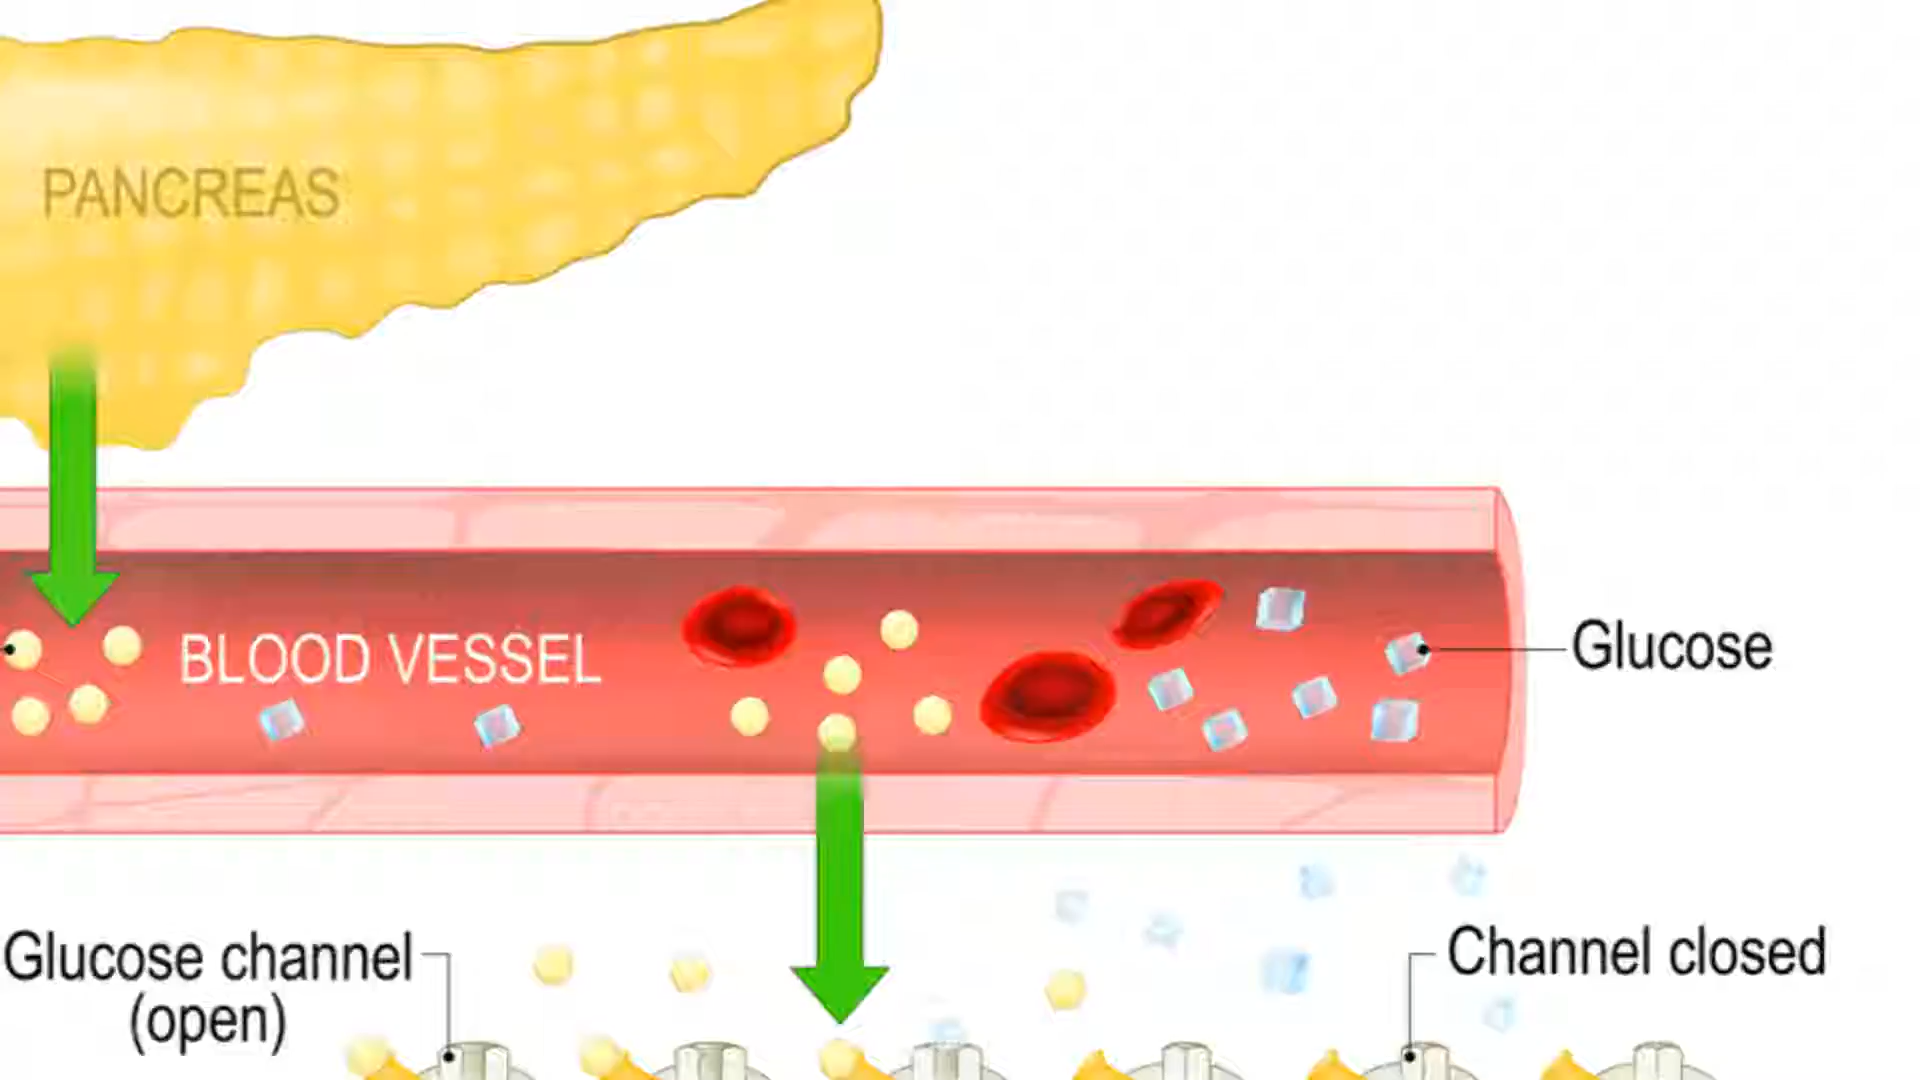 PANCREAS
BLOOD VESSEL
Glucose
Glucose channel
(open)
Channel closed